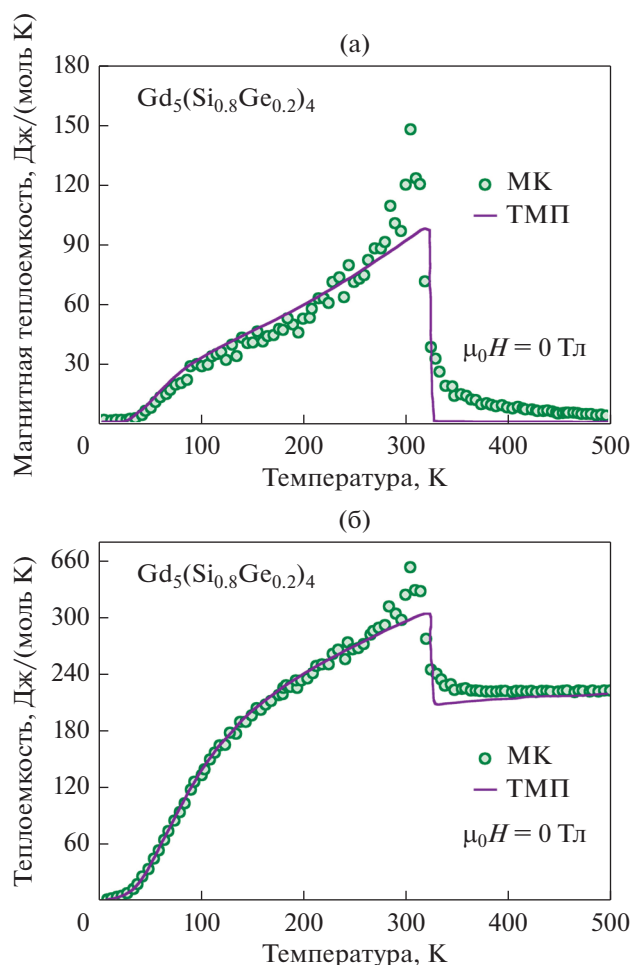 (а)
Магнитная теплоемкость, Дж/(моль К)
180
150
120
90
60
30
Gd5(Si0.8Ge0.2)4
МК
ТМП
μ0H = 0 Тл
0 100 200 300 400 500
Температура, К
(б)
Теплоемкость, Дж/(моль К)
660
300
240
180
120
60
Gd5(Si0.8Ge0.2)4
МК
ТМП
μ0H = 0 Тл
0 100 200 300 400 500
Температура, К